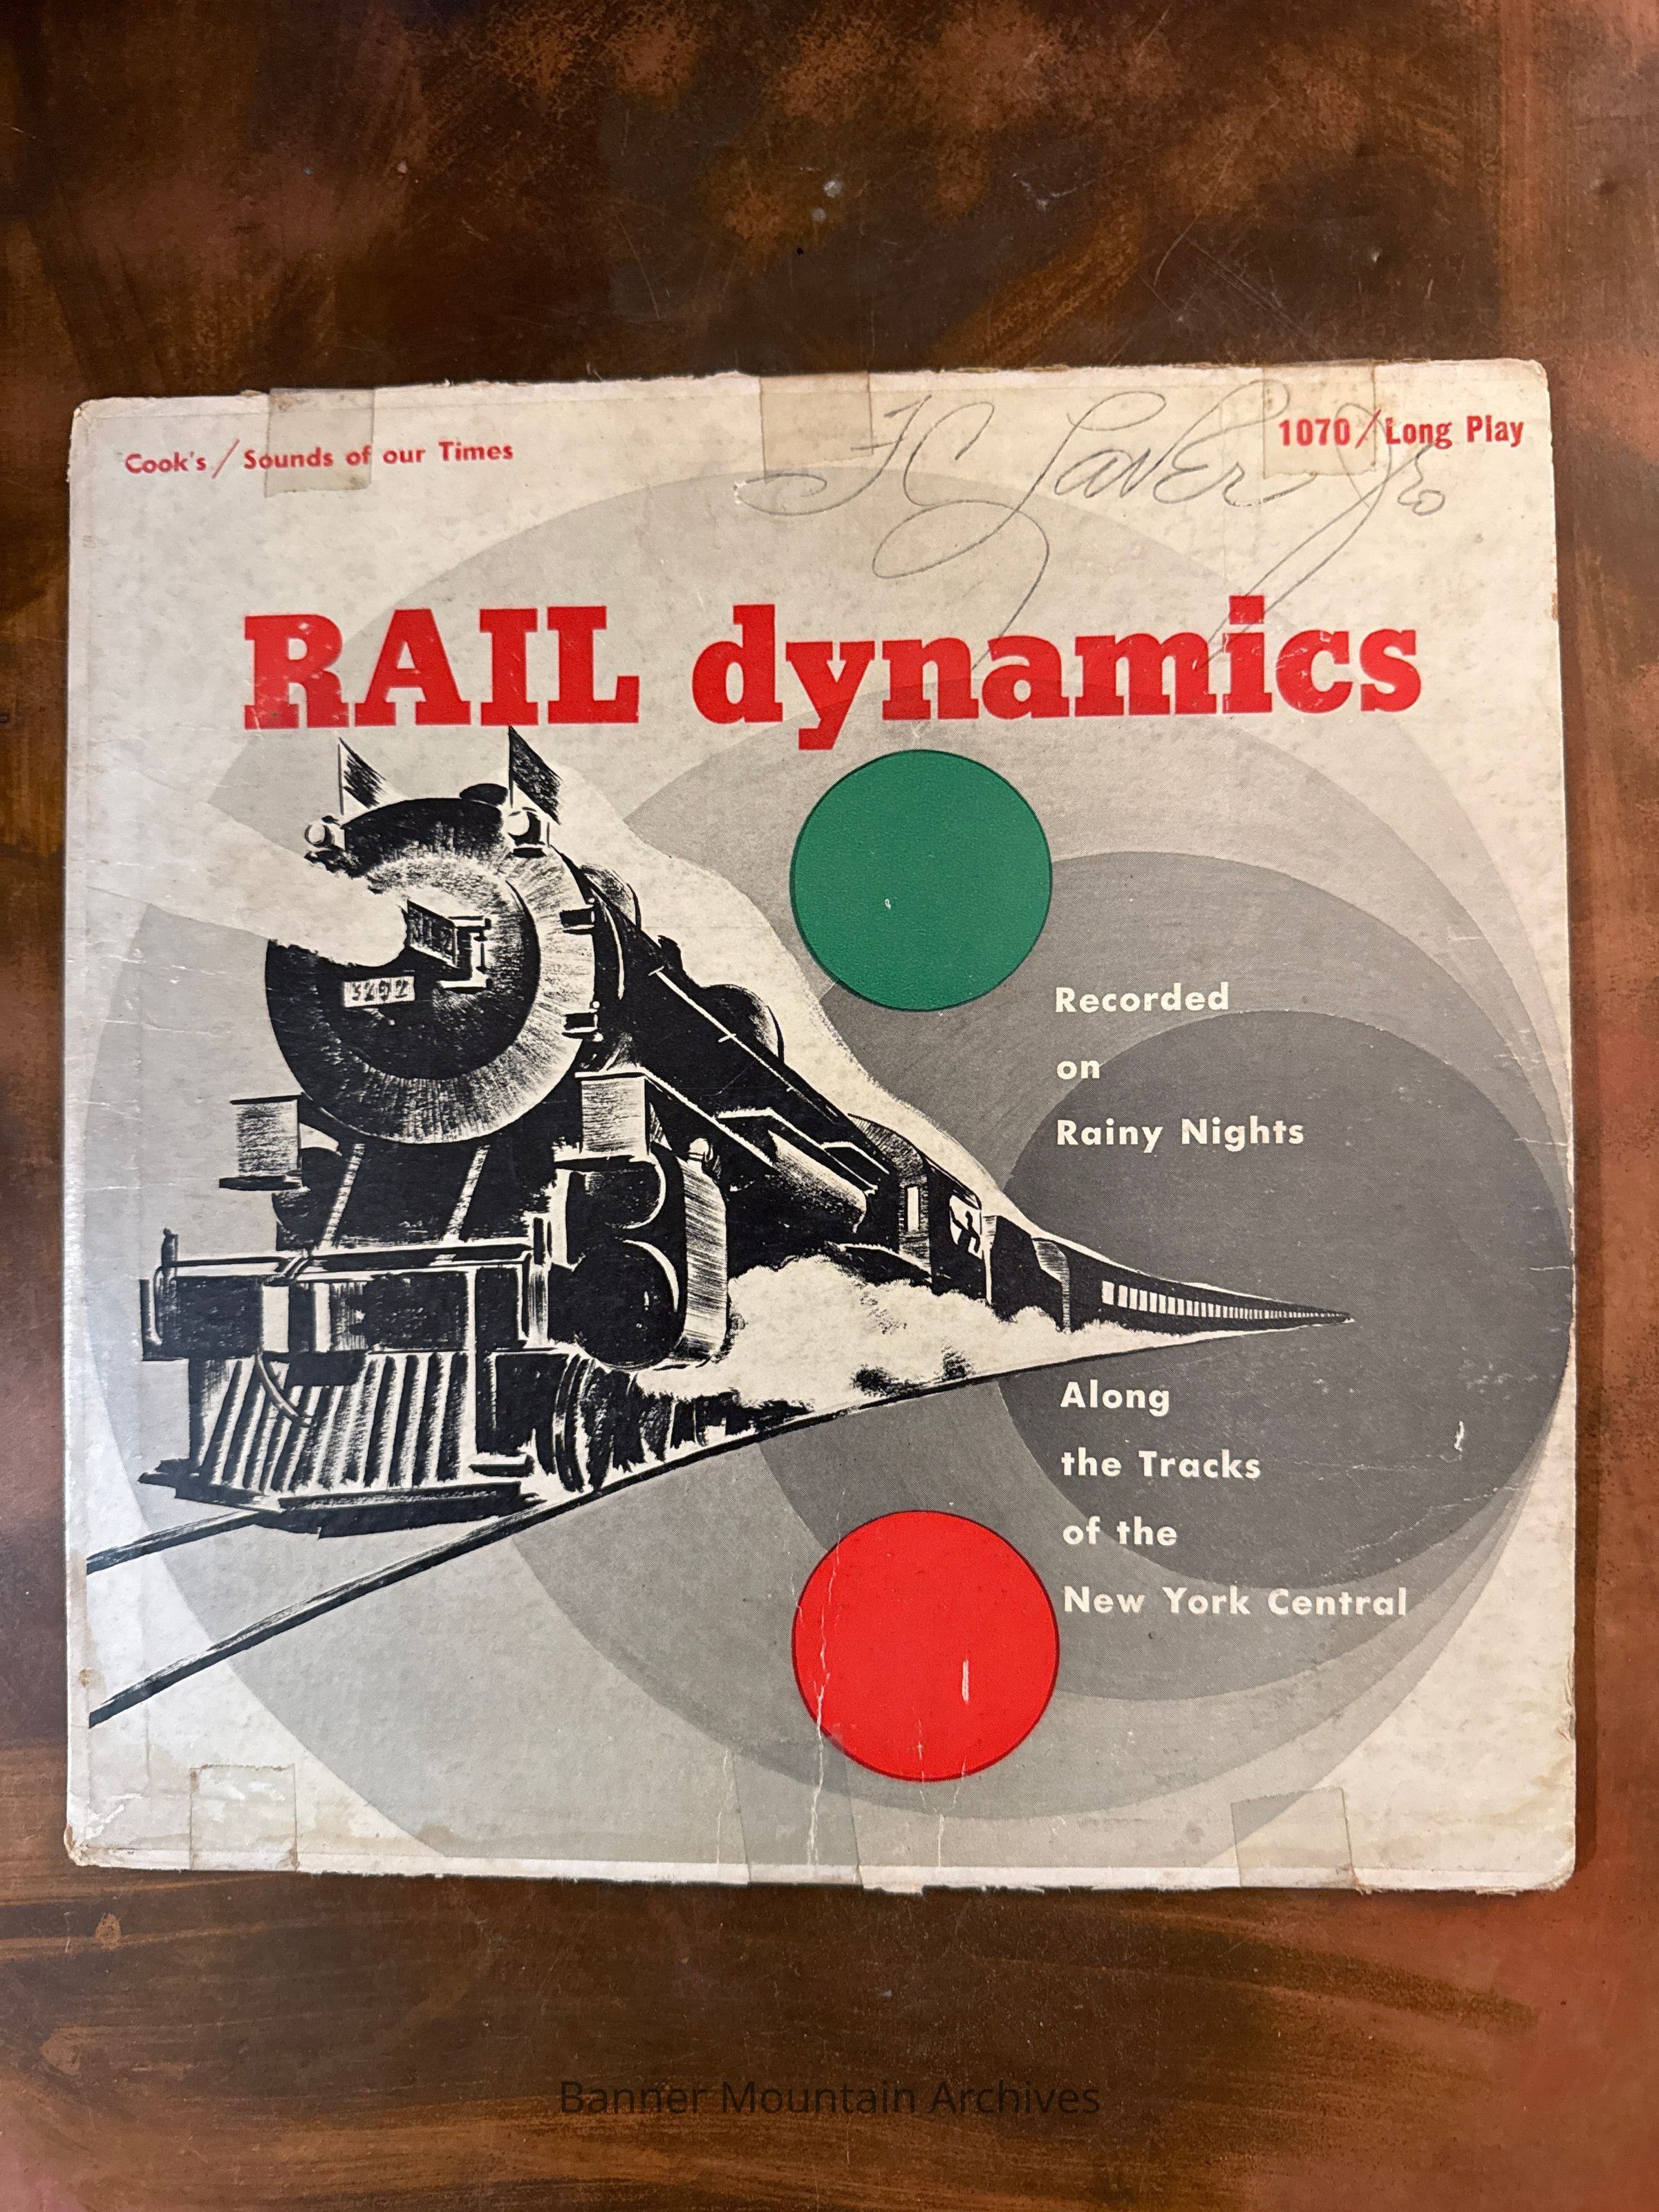 Cook's / Sounds of our Times
1070 / Long Play
RAIL dynamics
Recorded
on
Rainy Nights
Along
the Tracks
of the
New York Central
Banner Mountain Archives